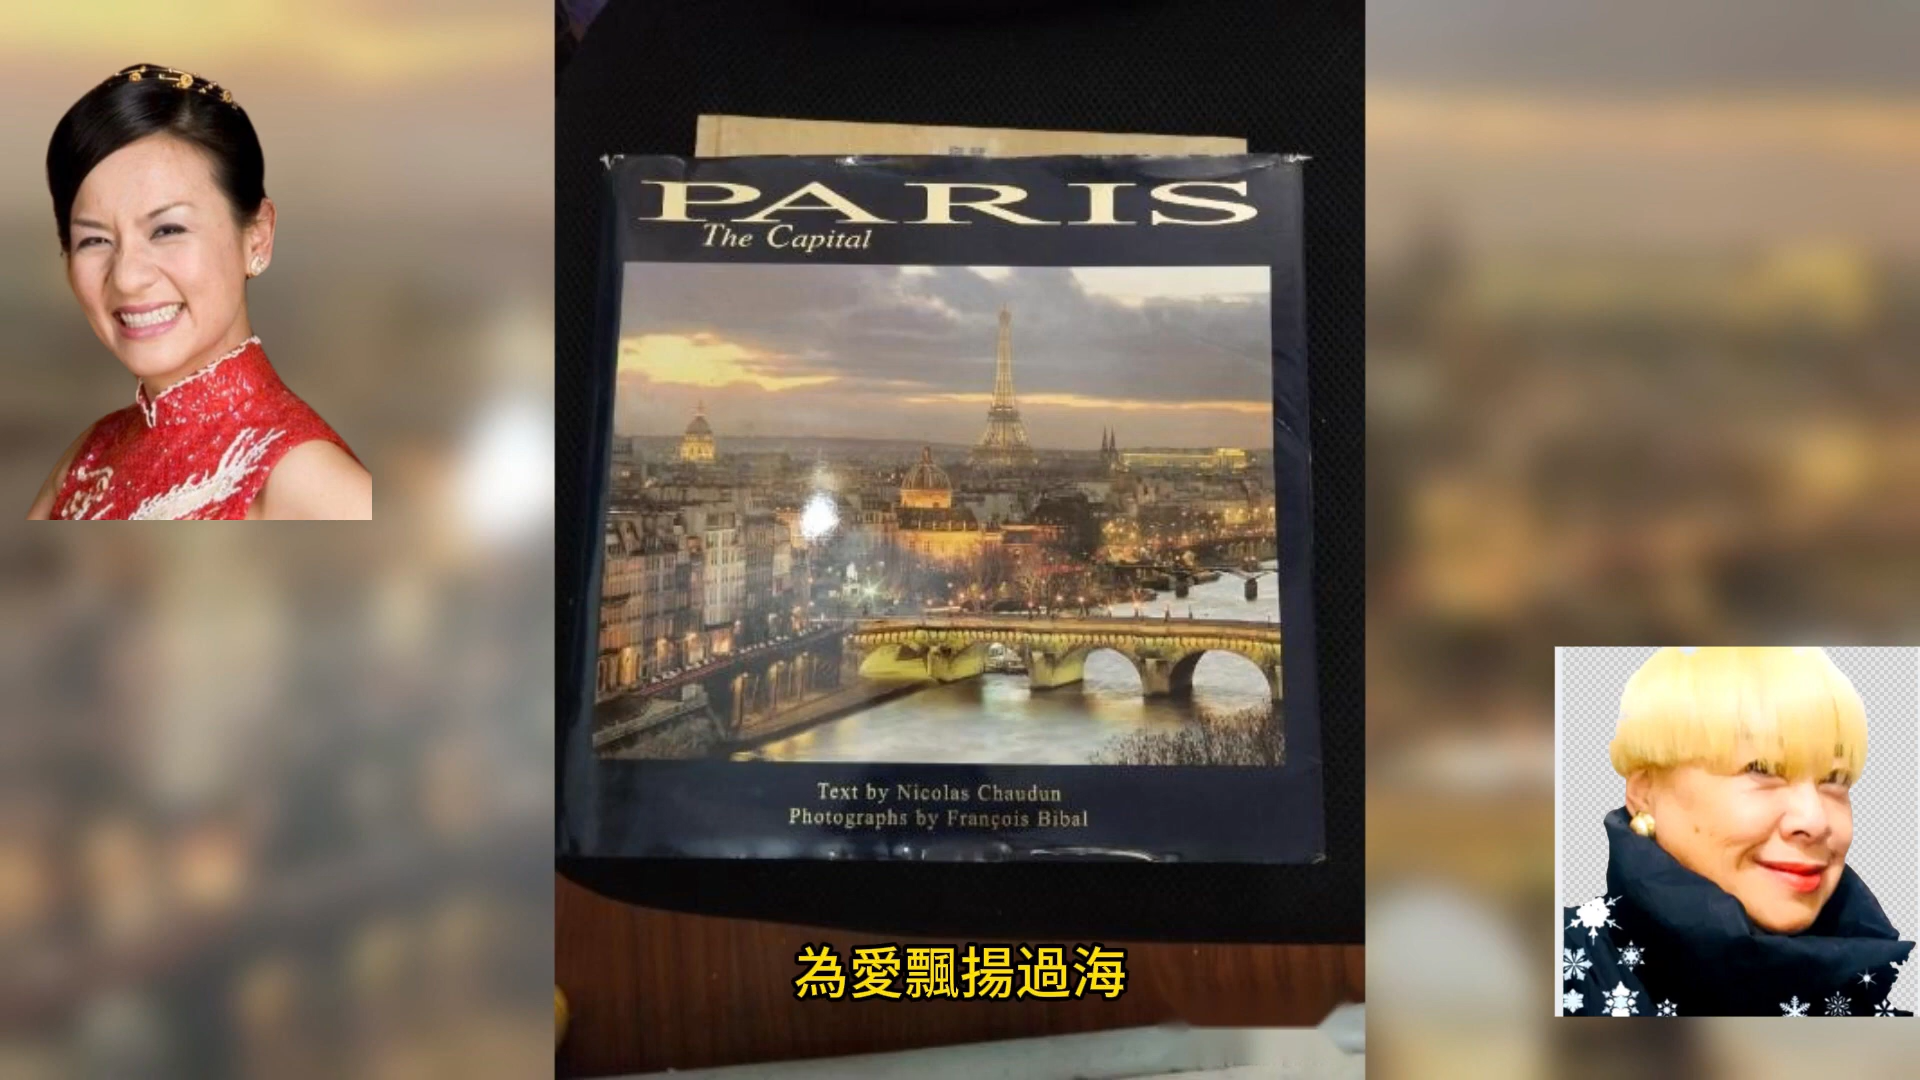 PARIS
The Capital
Text by Nicolas Chaudun
Photographs by François Bibal
為愛飄揚過海